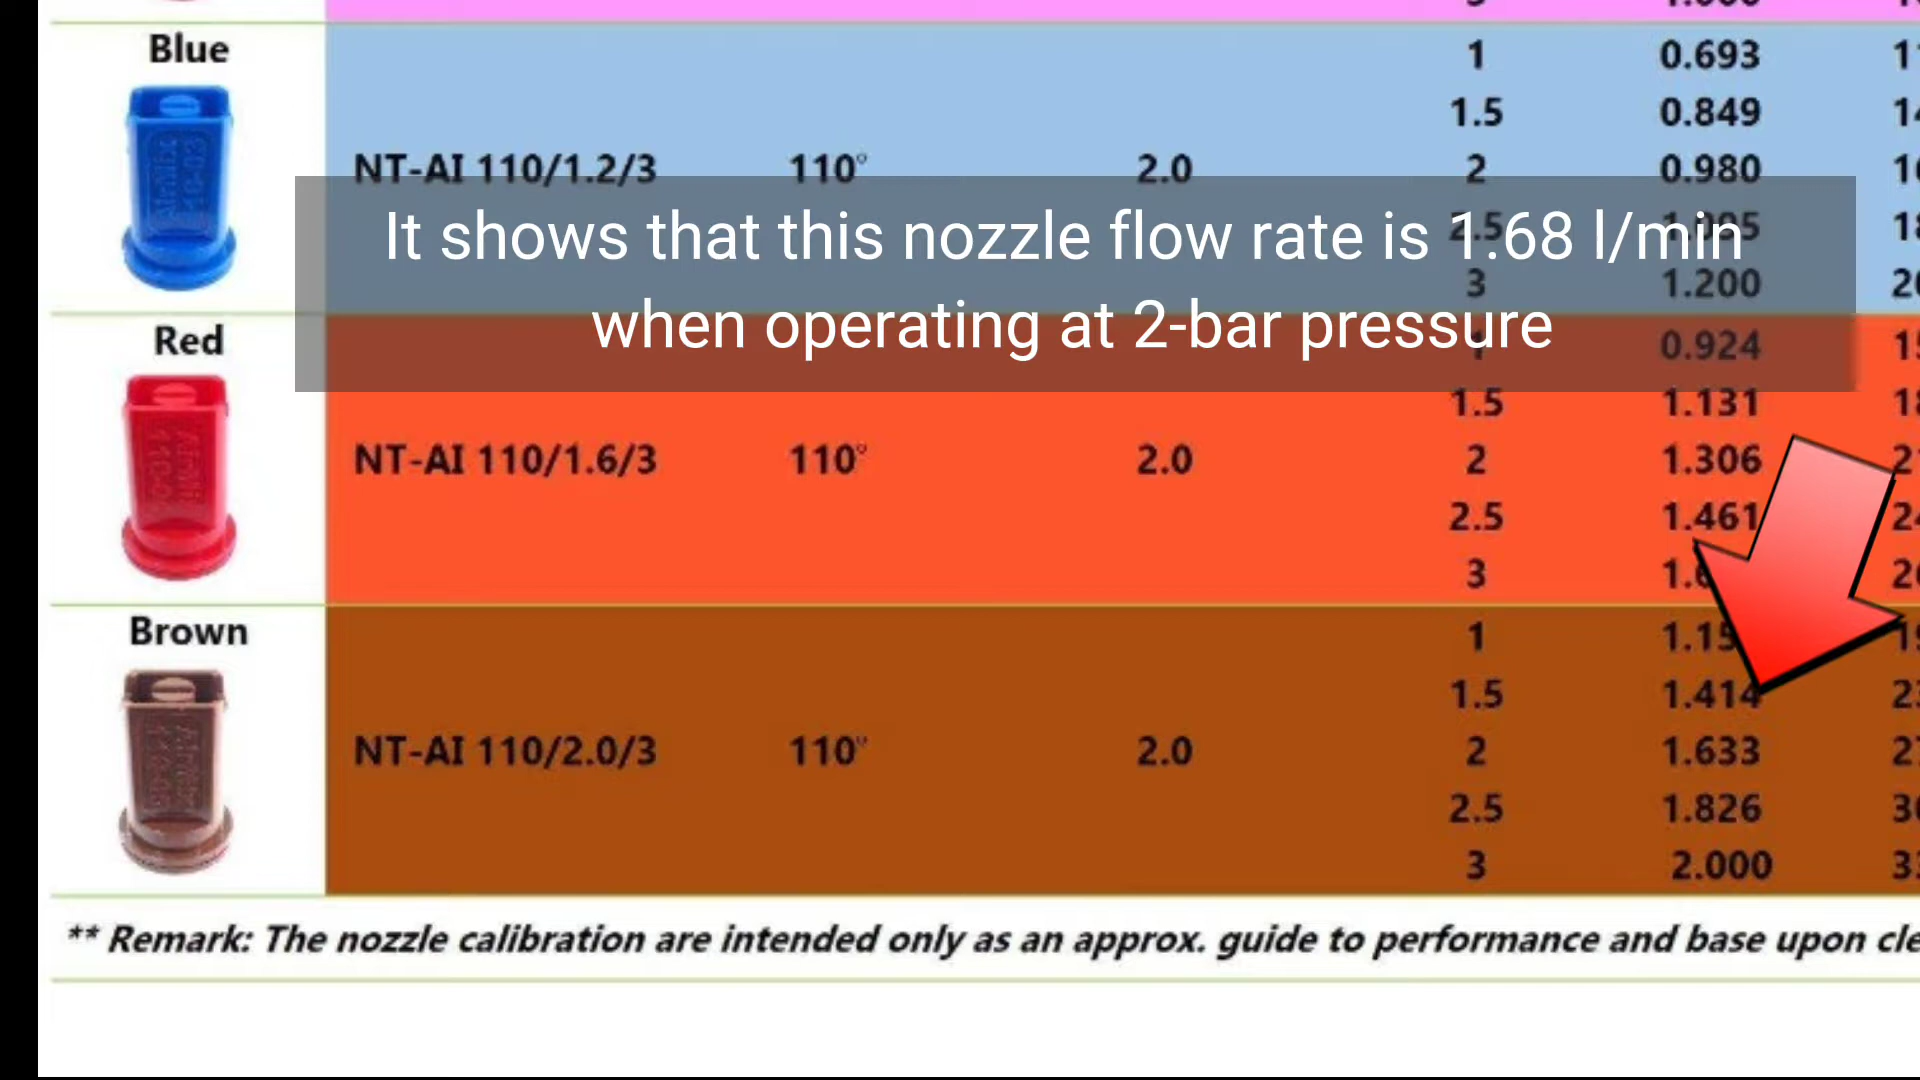 Blue
1 0.693
1.5 0.849
NT-AI 110/1.2/3 110° 2.0 2 0.980
It shows that this nozzle flow rate is 1.68 l/min
3 1.200
when operating at 2-bar pressure
Red
0.924
1.5 1.131
NT-AI 110/1.6/3 110° 2.0 2 1.306
2.5 1.461
3
Brown
1
1.5 1.414
NT-AI 110/2.0/3 110° 2.0 2 1.633
2.5 1.826
3 2.000
** Remark: The nozzle calibration are intended only as an approx. guide to performance and base upon